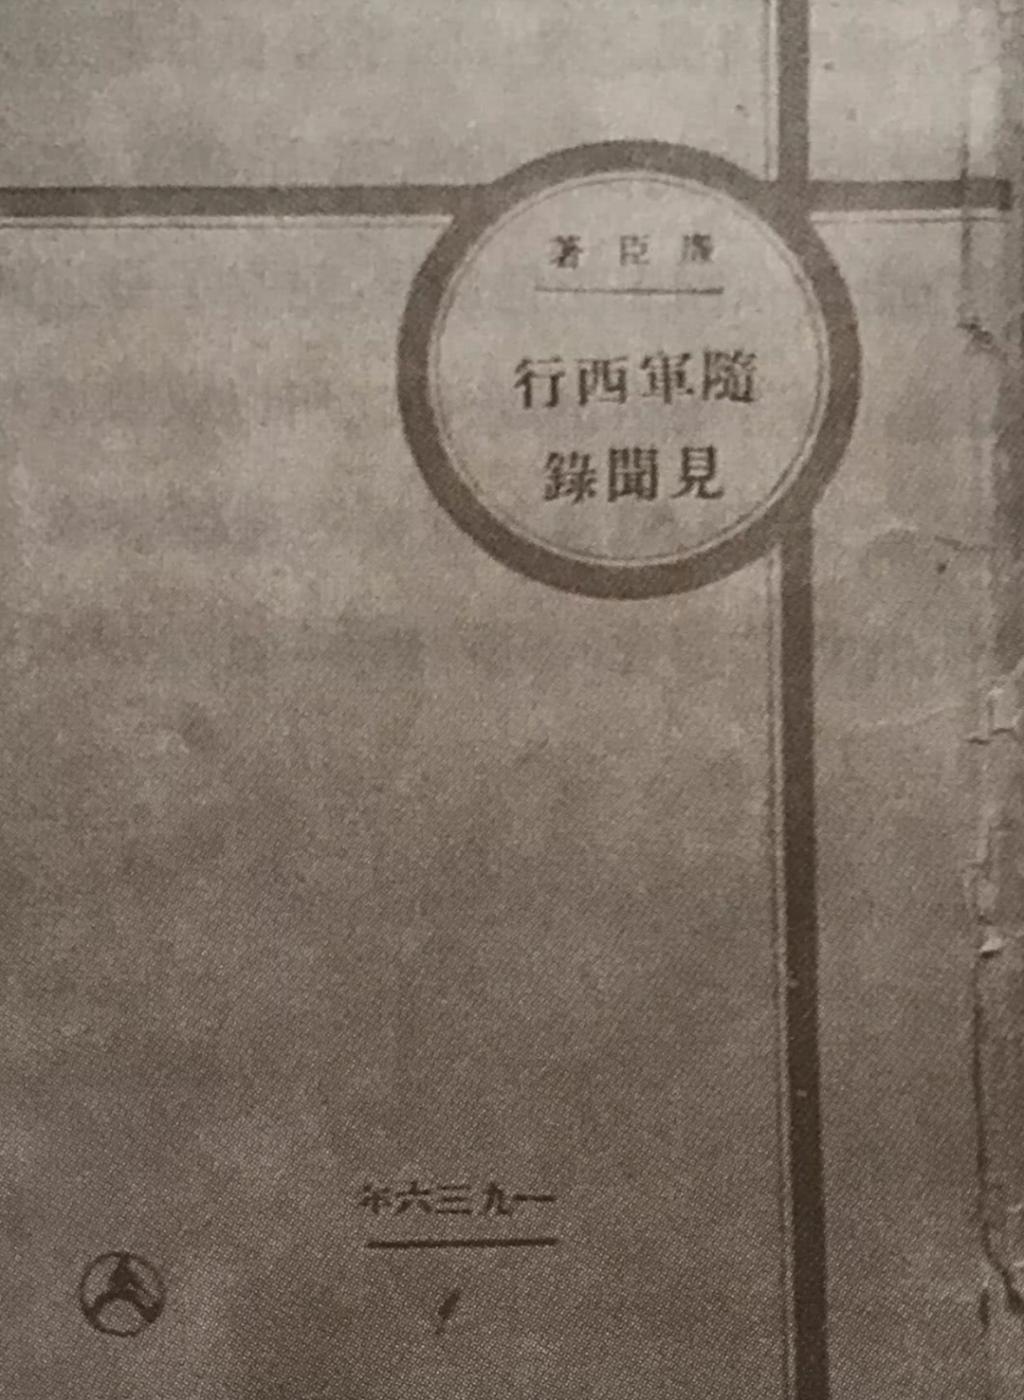 廉臣著
隨軍西行
見聞錄
一九三六年